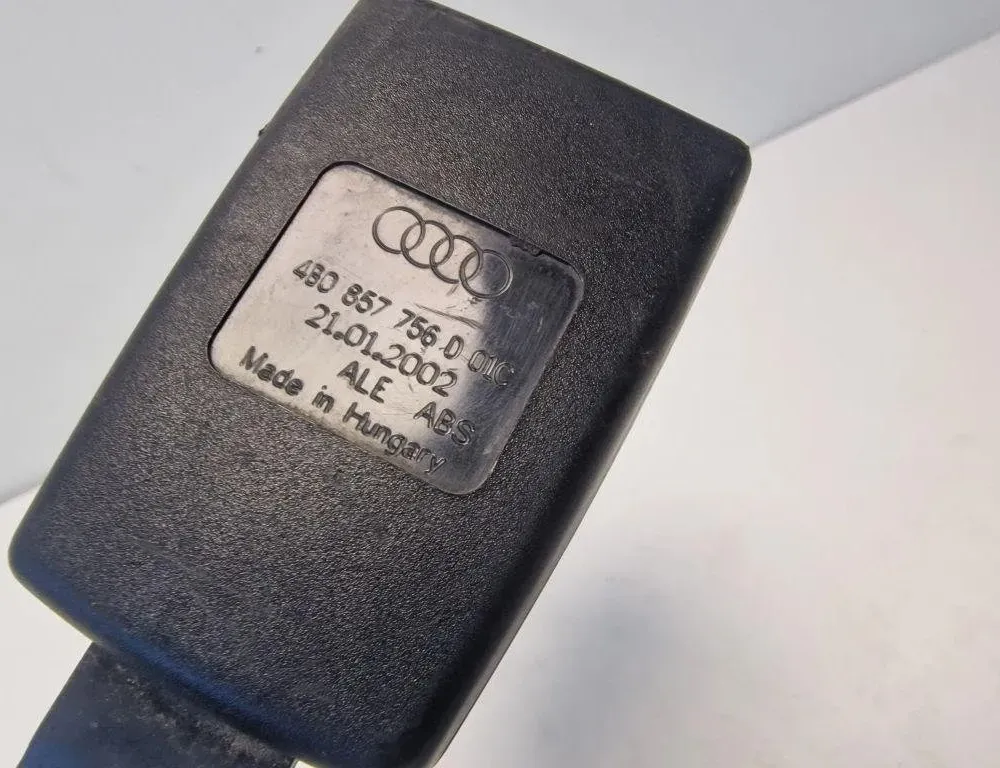 4B0 857 756 D 01C
21.01.2002
ALE ABS
Made in Hungary